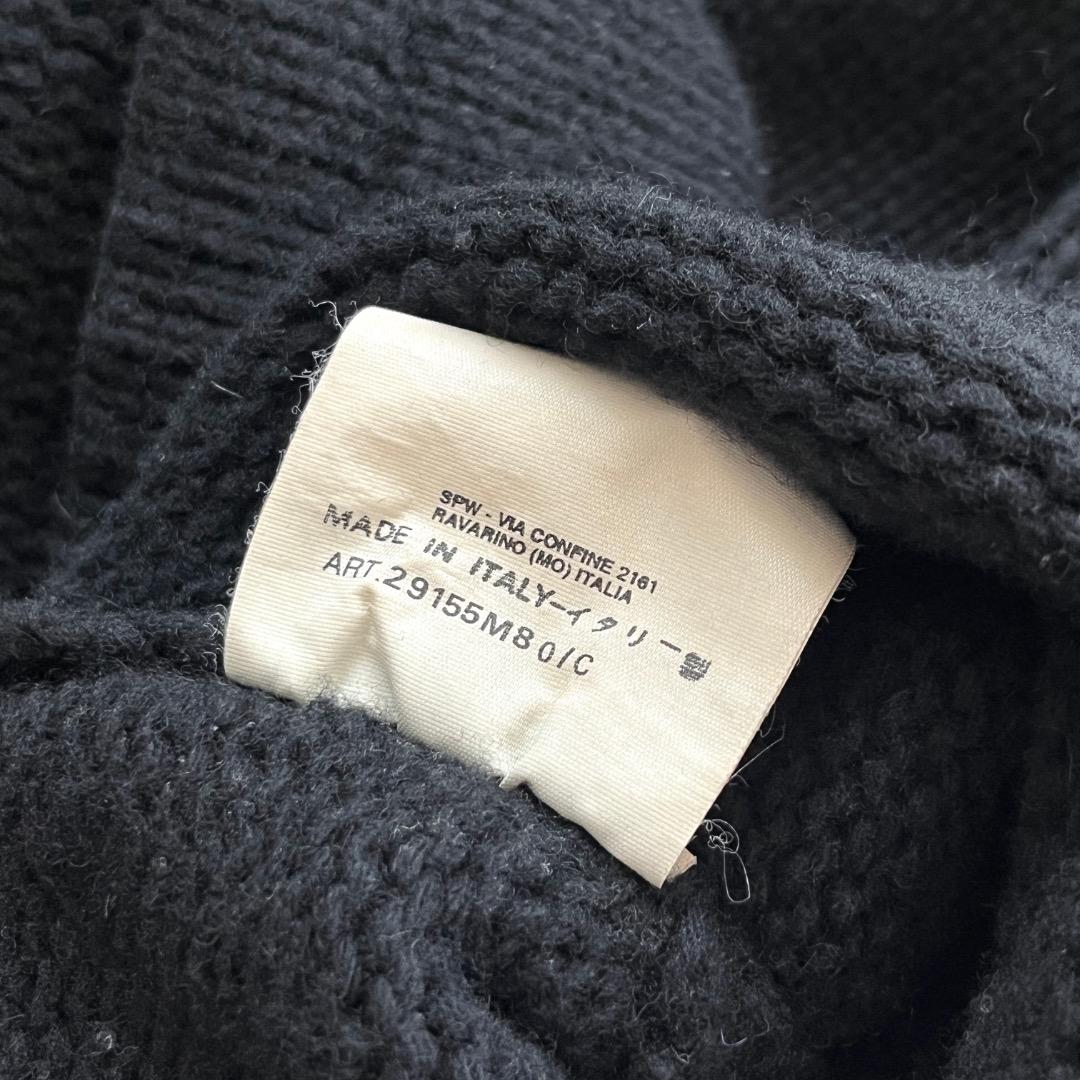 SPW - VIA CONFINE 2161
RAVARINO (MO) ITALIA
MADE IN ITALY-イタリー製
ART.29155M80/C